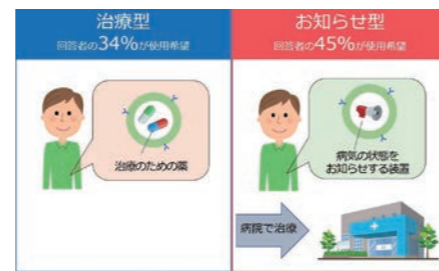 治療型
回答者の34%が使用希望
治療のための薬
お知らせ型
回答者の45%が使用希望
病気の状態を
お知らせする装置
病院で治療